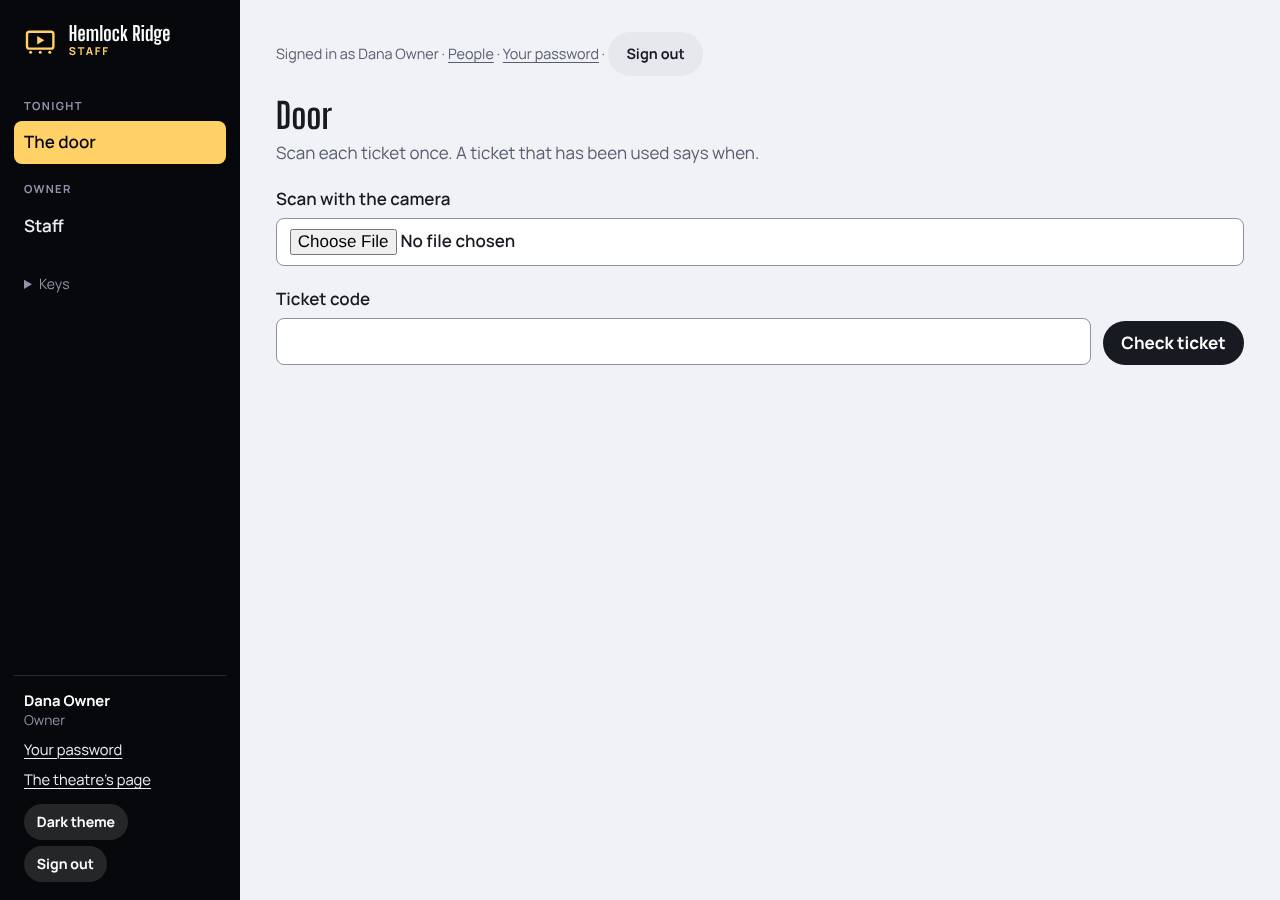 Hemlock Ridge
STAFF
TONIGHT
The door
OWNER
Staff
▶ Keys
Dana Owner
Owner
Your password
The theatre's page
Dark theme
Sign out
Signed in as Dana Owner · People · Your password · Sign out
Door
Scan each ticket once. A ticket that has been used says when.
Scan with the camera
Choose File No file chosen
Ticket code
Check ticket